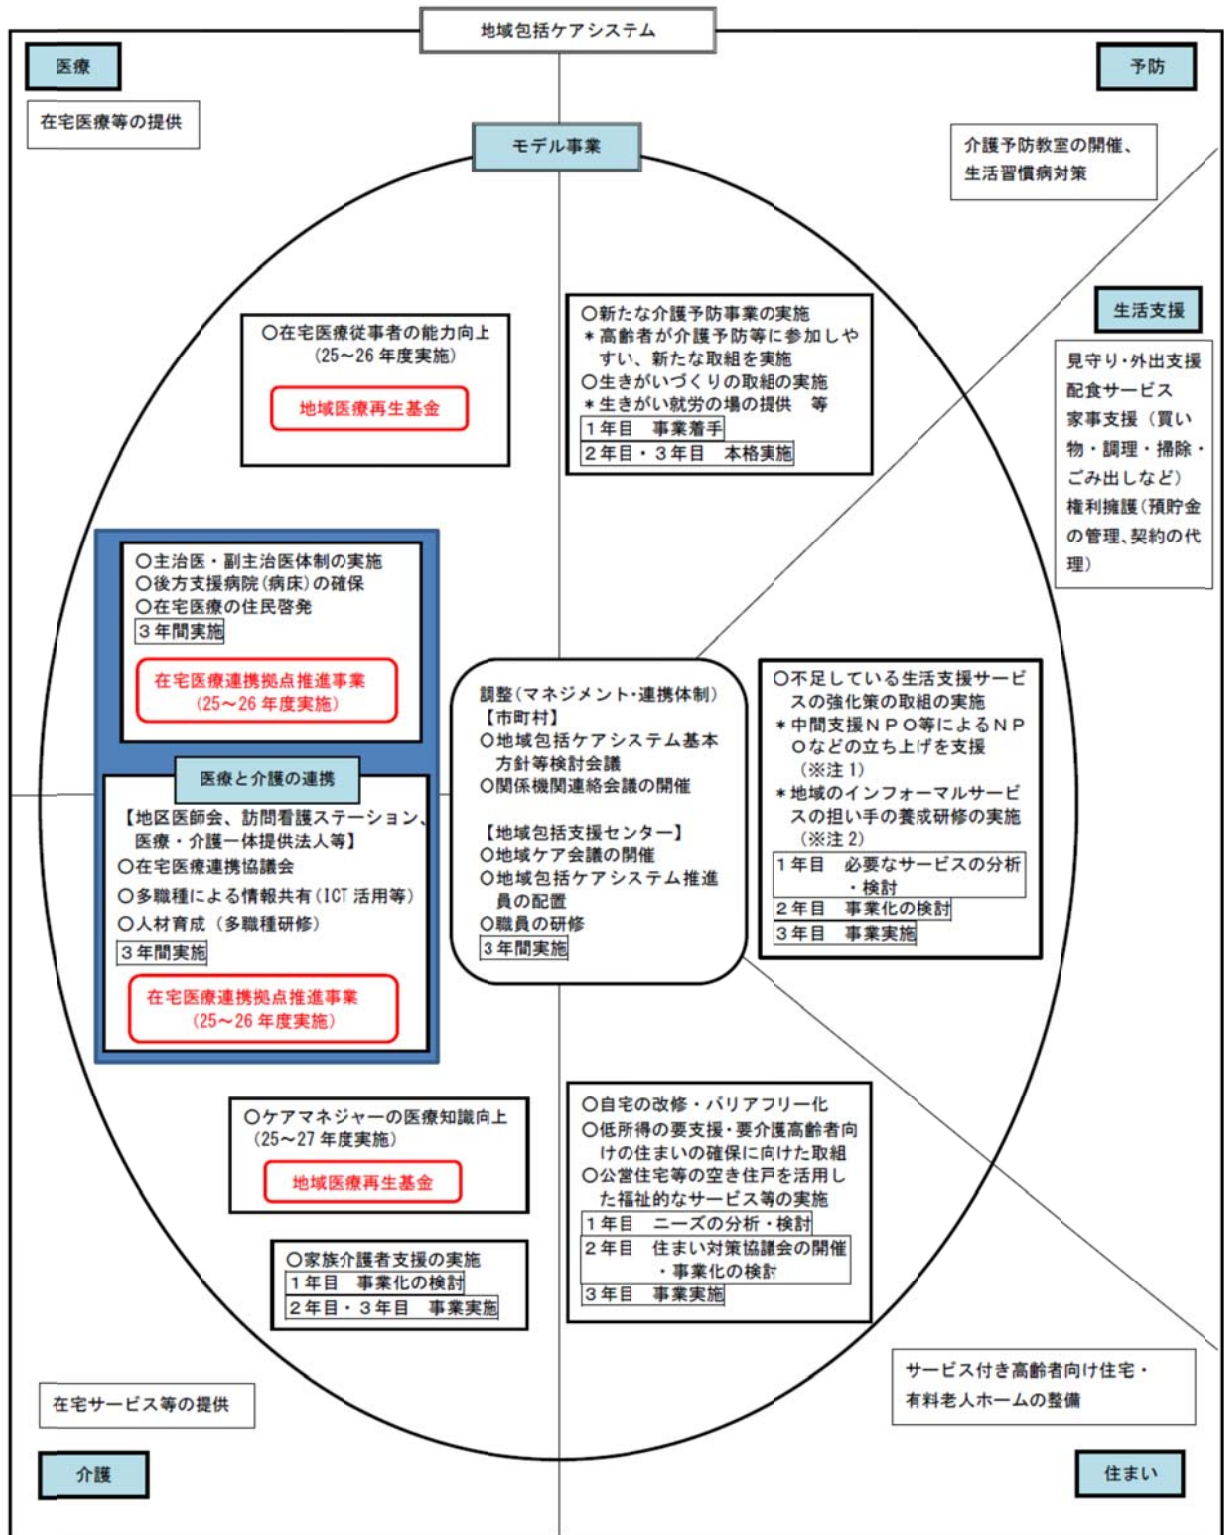 地域包括ケアシステム
医療
在宅医療等の提供
予防
介護予防教室の開催、
生活習慣病対策
モデル事業
生活支援
見守り・外出支援
配食サービス
家事支援（買い
物・調理・掃除・
ごみ出しなど）
権利擁護（預貯金
の管理、契約の代
理）
○在宅医療従事者の能力向上
（25～26 年度実施）
地域医療再生基金
○新たな介護予防事業の実施
＊高齢者が介護予防等に参加しや
すい、新たな取組を実施
○生きがいづくりの取組の実施
＊生きがい就労の場の提供　等
１年目　事業着手
２年目・３年目　本格実施
○主治医・副主治医体制の実施
○後方支援病院（病床）の確保
○在宅医療の住民啓発
３年間実施
在宅医療連携拠点推進事業
（25～26 年度実施）
医療と介護の連携
【地区医師会、訪問看護ステーション、
医療・介護一体提供法人等】
○在宅医療連携協議会
○多職種による情報共有（ICT 活用等）
○人材育成（多職種研修）
３年間実施
在宅医療連携拠点推進事業
（25～26 年度実施）
調整（マネジメント・連携体制）
【市町村】
○地域包括ケアシステム基本
方針等検討会議
○関係機関連絡会議の開催
【地域包括支援センター】
○地域ケア会議の開催
○地域包括ケアシステム推進
員の配置
○職員の研修
３年間実施
○不足している生活支援サービ
スの強化策の取組の実施
＊中間支援ＮＰＯ等によるＮＰ
Ｏなどの立ち上げを支援
（※注１）
＊地域のインフォーマルサービ
スの担い手の養成研修の実施
（※注２）
１年目　必要なサービスの分析
・検討
２年目　事業化の検討
３年目　事業実施
○ケアマネジャーの医療知識向上
（25～27 年度実施）
地域医療再生基金
○家族介護者支援の実施
１年目　事業化の検討
２年目・３年目　事業実施
○自宅の改修・バリアフリー化
○低所得の要支援・要介護高齢者向
けの住まいの確保に向けた取組
○公営住宅等の空き住戸を活用し
た福祉的なサービス等の実施
１年目　ニーズの分析・検討
２年目　住まい対策協議会の開催
・事業化の検討
３年目　事業実施
在宅サービス等の提供
介護
サービス付き高齢者向け住宅・
有料老人ホームの整備
住まい